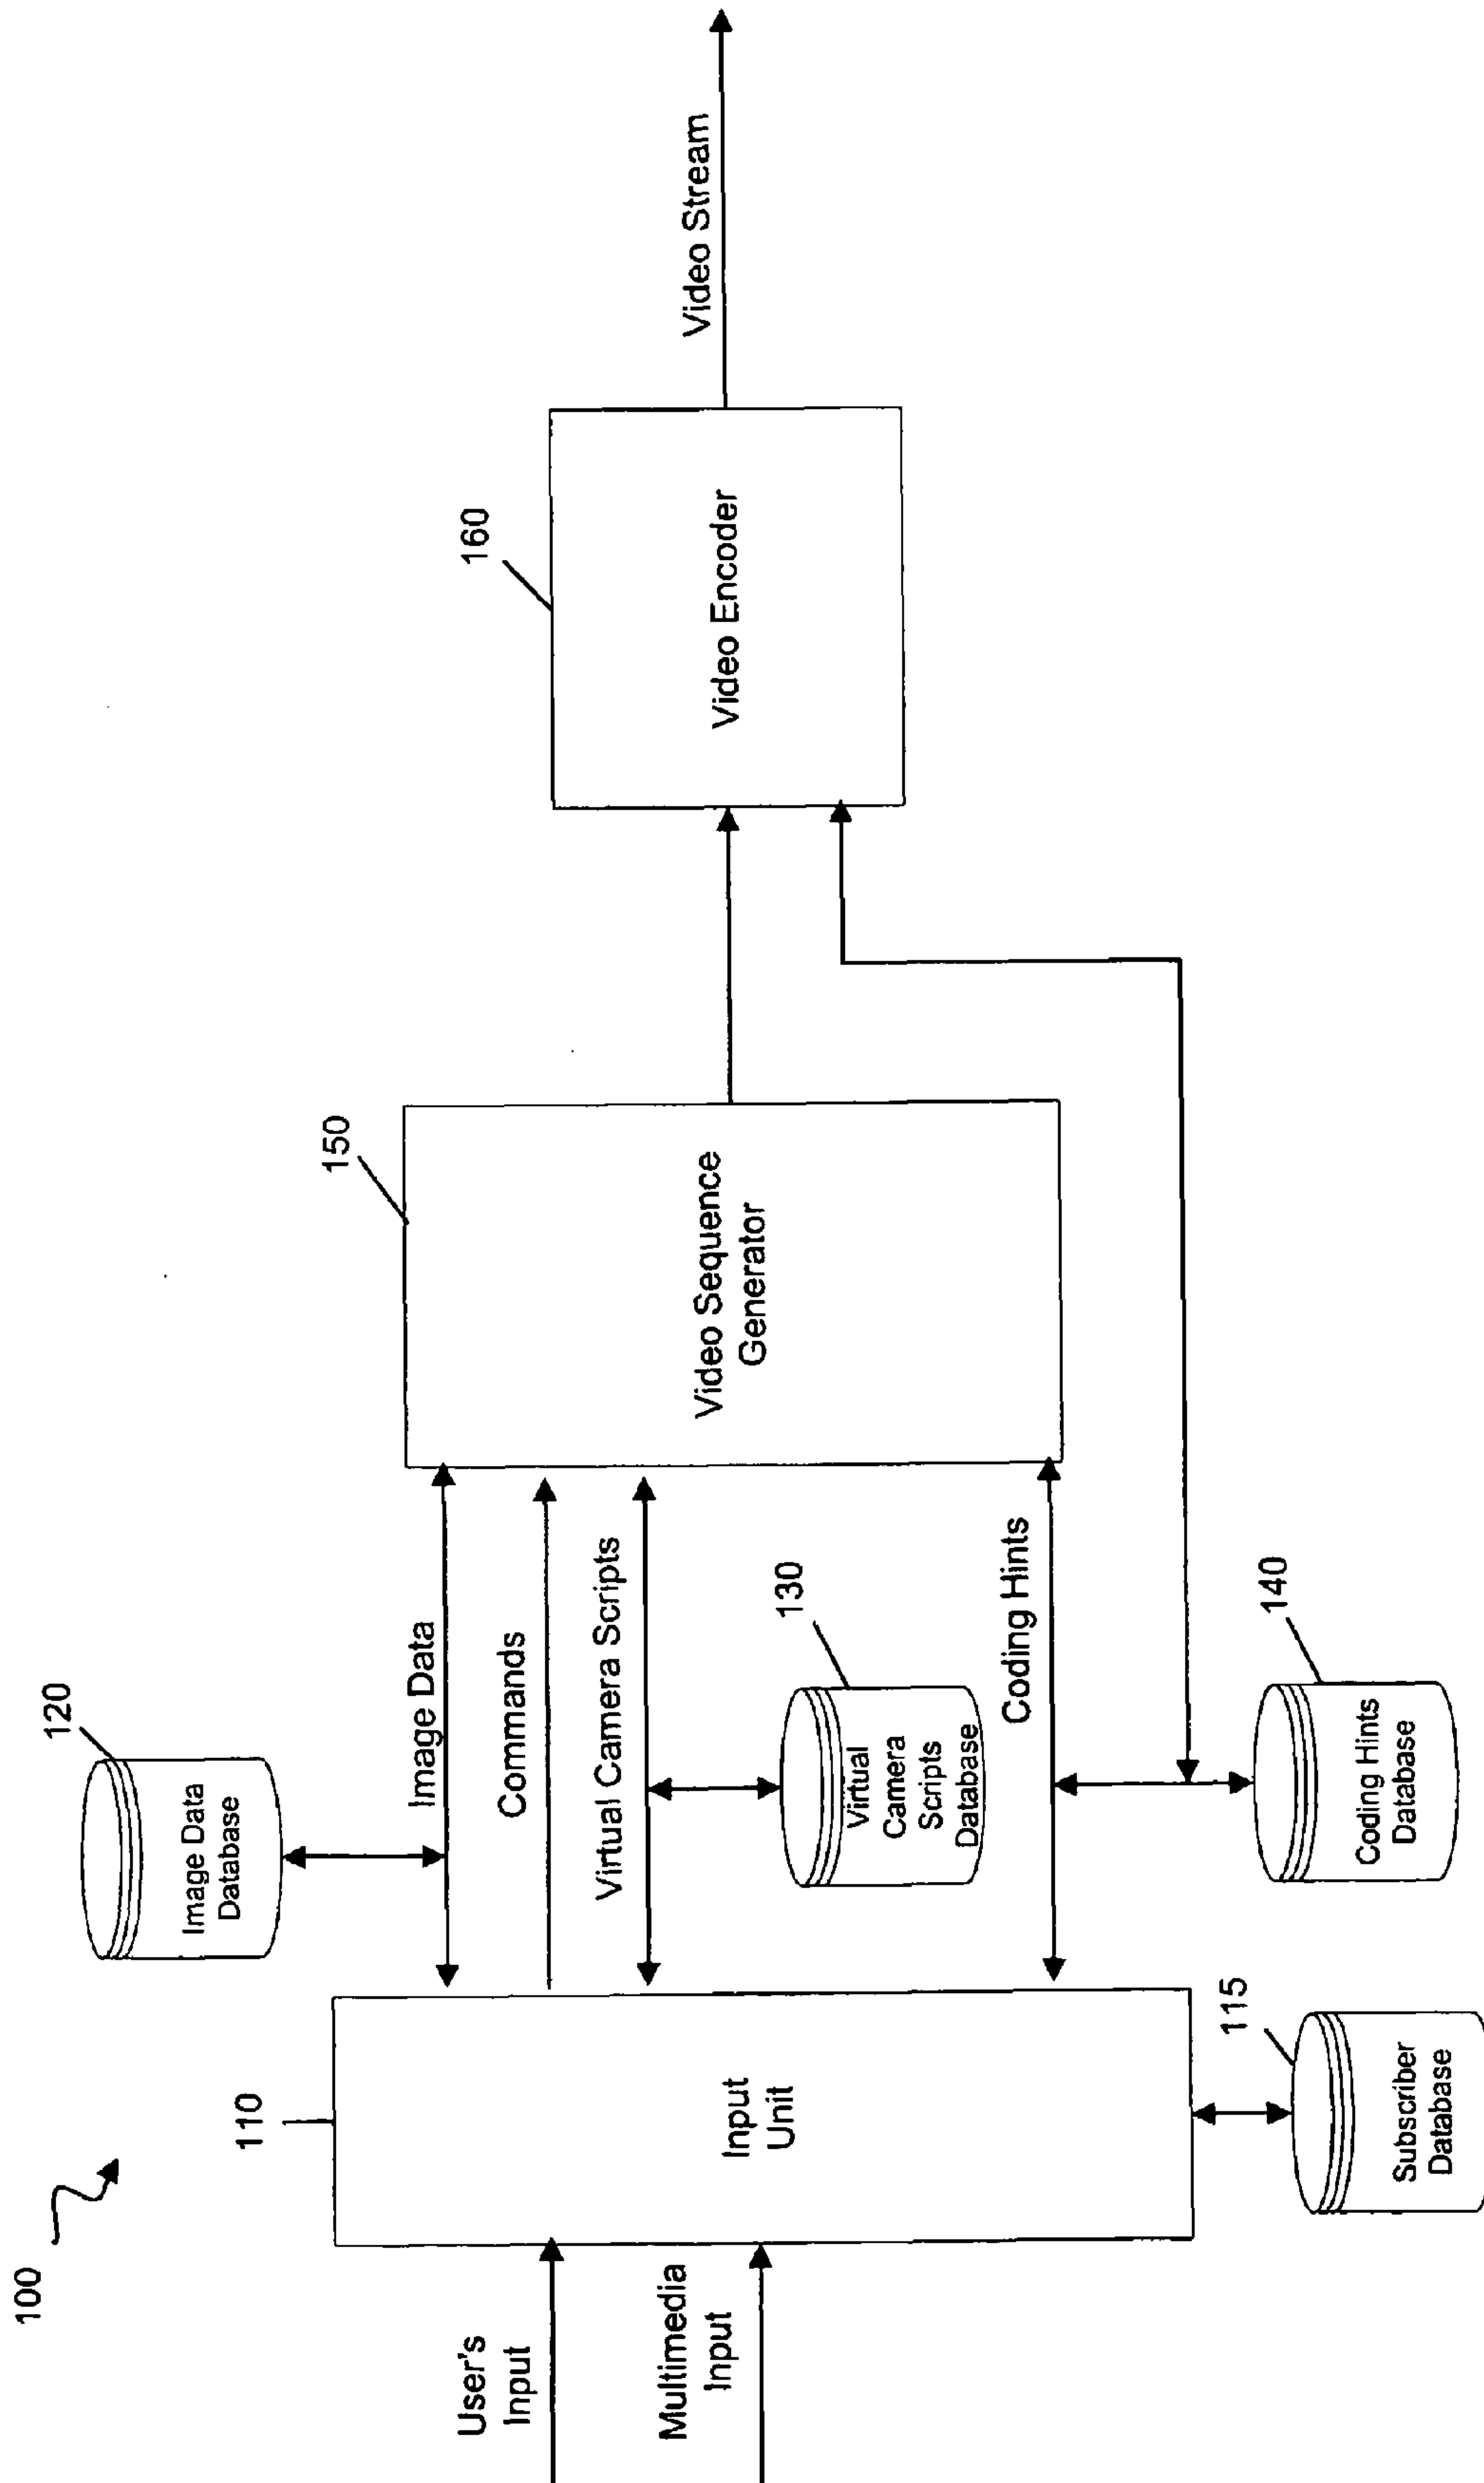 100
User's
Input
Multimedia
Input
110
Input
Unit
115
Subscriber
Database
120
Image Data
Database
Image Data
Commands
Virtual Camera Scripts
130
Virtual
Camera
Scripts
Database
Coding Hints
140
Coding Hints
Database
150
Video Sequence
Generator
160
Video Encoder
Video Stream